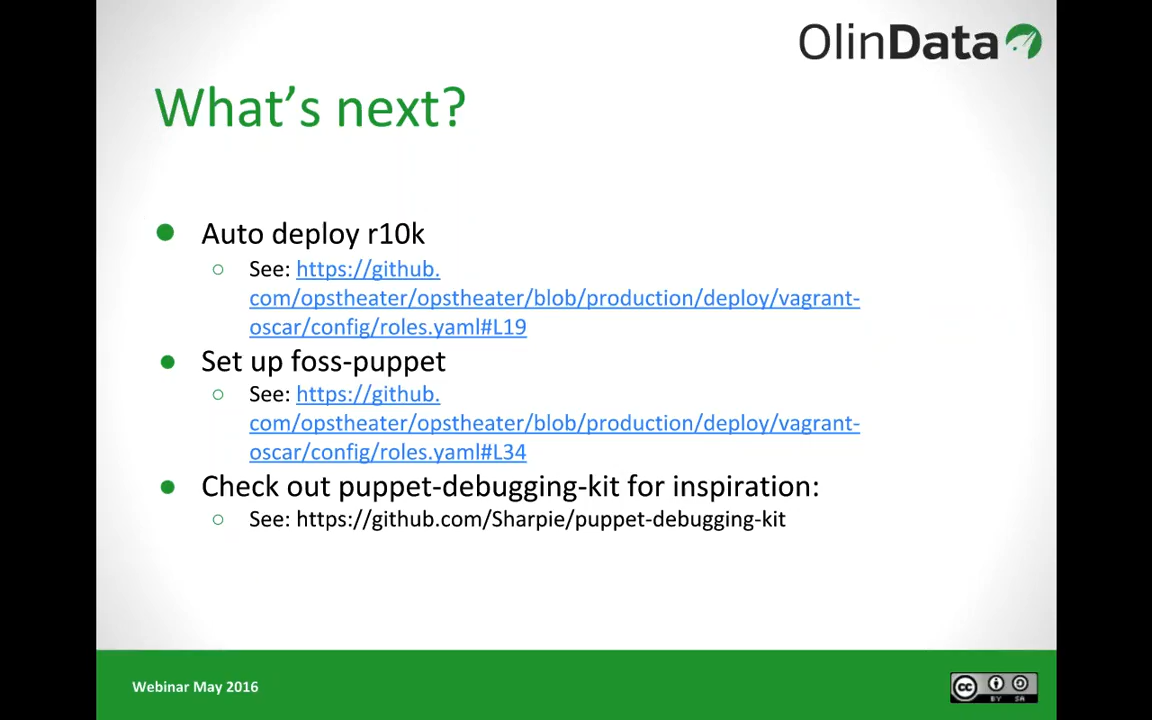 OlinData
What's next?
Auto deploy r10k
See: https://github.
com/opstheater/opstheater/blob/production/deploy/vagrant-
oscar/config/roles.yaml#L19
Set up foss-puppet
See: https://github.
com/opstheater/opstheater/blob/production/deploy/vagrant-
oscar/config/roles.yaml#L34
Check out puppet-debugging-kit for inspiration:
See: https://github.com/Sharpie/puppet-debugging-kit
Webinar May 2016
cc
BY SA